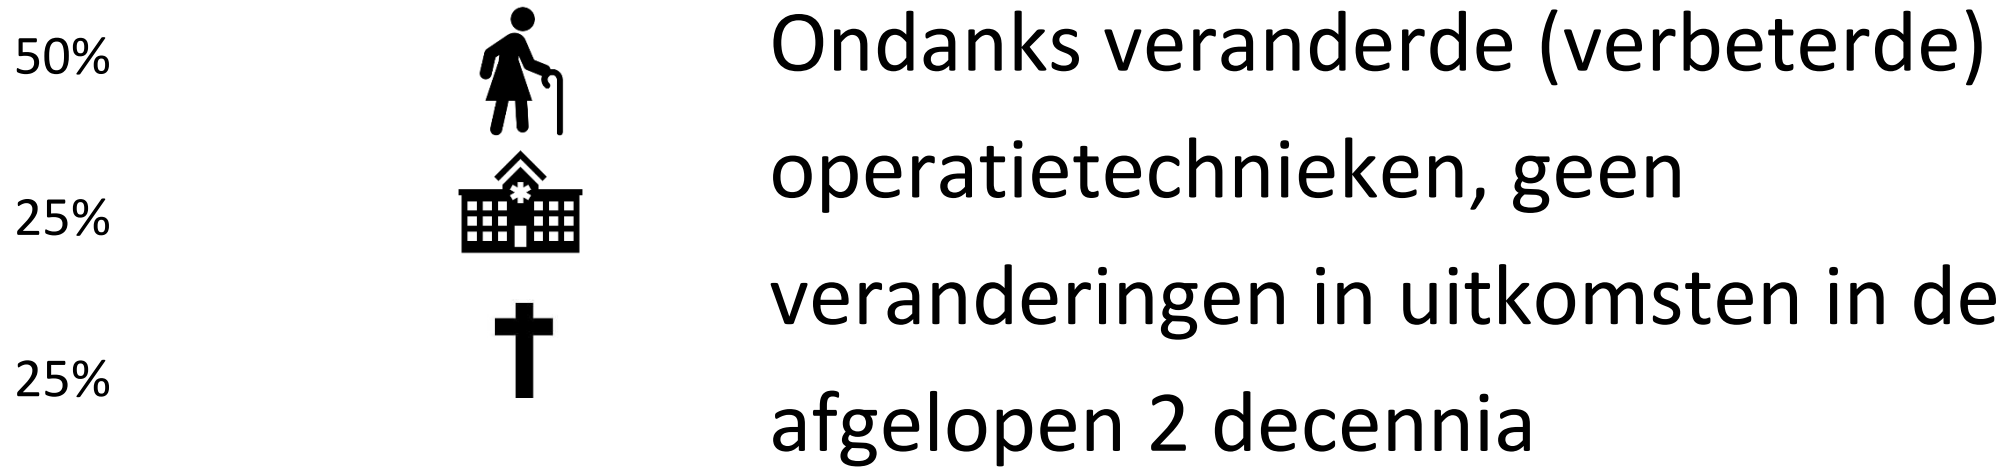 50%
25%
25%
Ondanks veranderde (verbeterde)
operatietechnieken, geen
veranderingen in uitkomsten in de
afgelopen 2 decennia